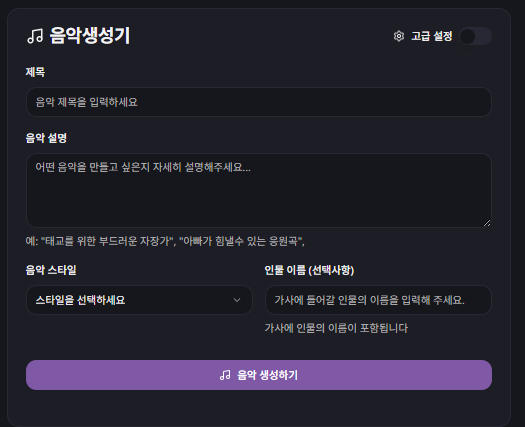 음악생성기
고급 설정
제목
음악 제목을 입력하세요
음악 설명
어떤 음악을 만들고 싶은지 자세히 설명해주세요...
예: "태교를 위한 부드러운 자장가", "아빠가 힘낼수 있는 응원곡",
음악 스타일
스타일을 선택하세요
인물 이름 (선택사항)
가사에 들어갈 인물의 이름을 입력해 주세요.
가사에 인물의 이름이 포함됩니다
음악 생성하기